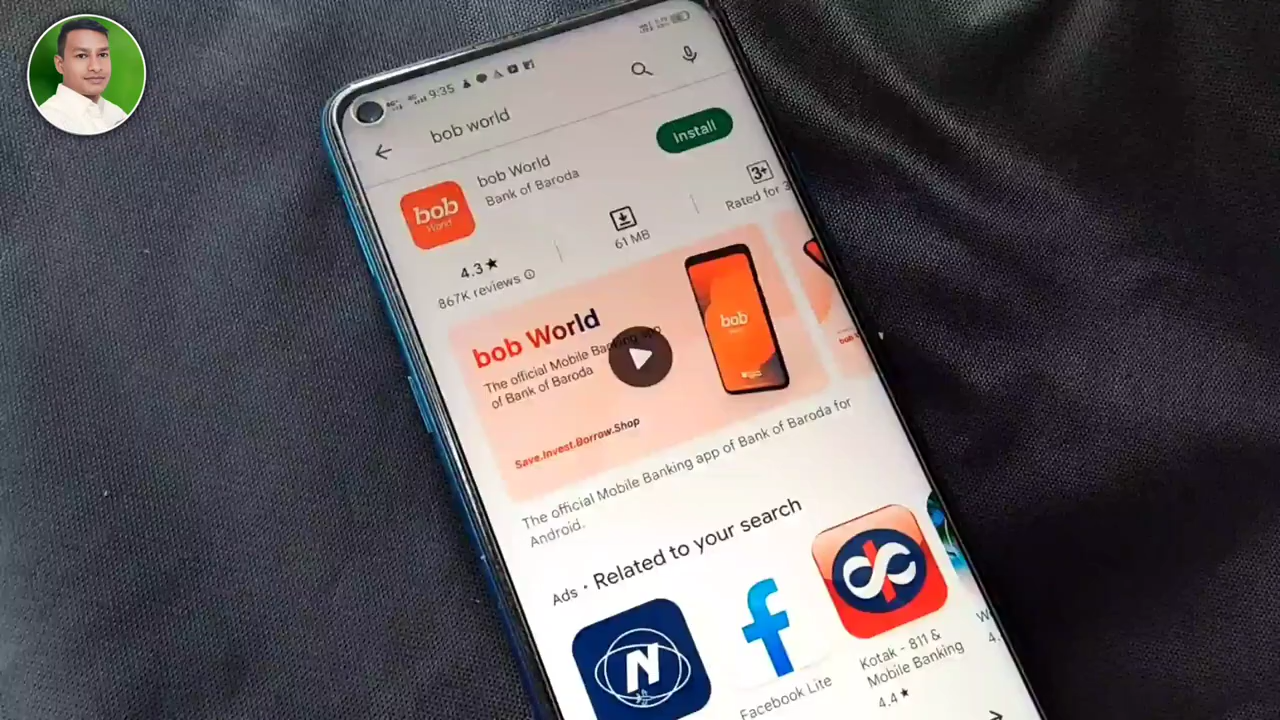 9:35
bob world
Install
bob World
Bank of Baroda
bob
World
4.3★
867K reviews
61 MB
3+
Rated for 3
bob World
The official Mobile Banking app
of Bank of Baroda
Save.Invest.Borrow.Shop
bob
The official Mobile Banking app of Bank of Baroda for
Android.
Ads · Related to your search
N
Facebook Lite
Kotak - 811 &
Mobile Banking
4.4★